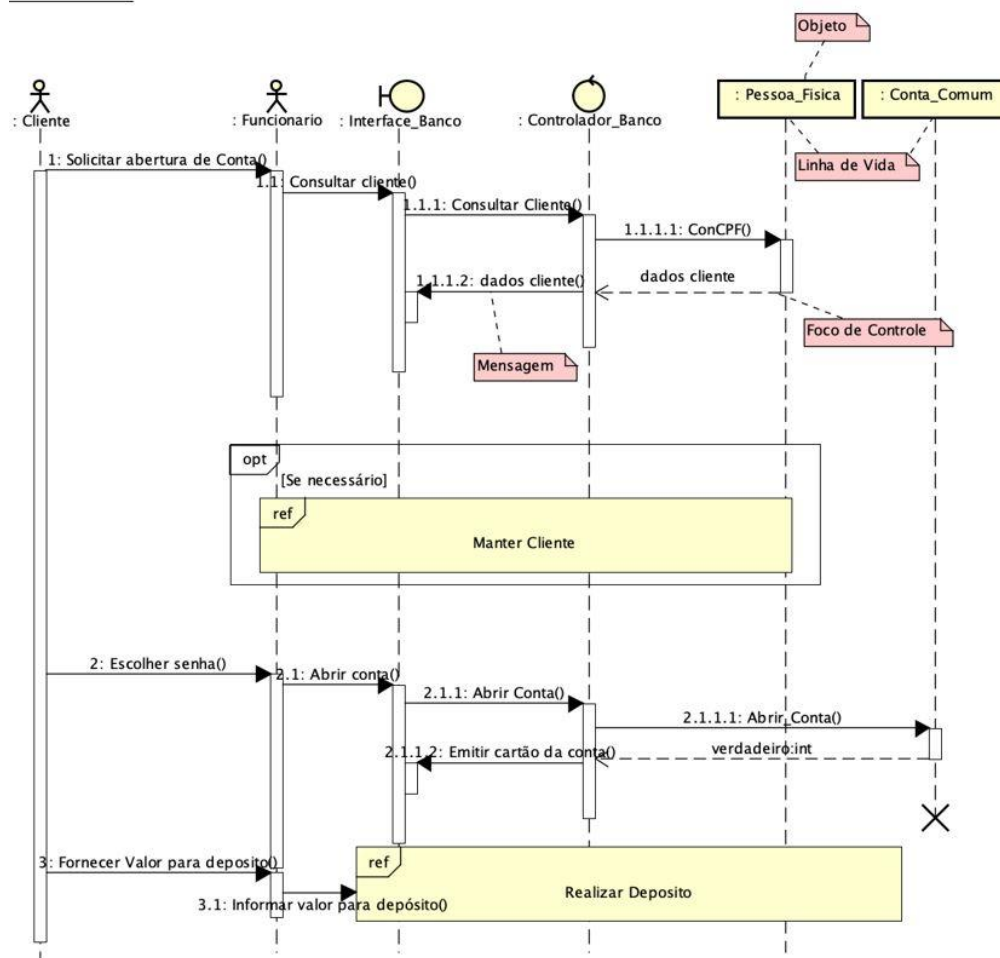 Objeto
: Cliente
: Funcionario
: Interface_Banco
: Controlador_Banco
: Pessoa_Fisica
: Conta_Comum
1: Solicitar abertura de Conta()
Linha de Vida
1.1: Consultar cliente()
1.1.1: Consultar Cliente()
1.1.1.1: ConCPF()
dados cliente
1.1.1.2: dados cliente()
Foco de Controle
Mensagem
opt
[Se necessário]
ref
Manter Cliente
2: Escolher senha()
2.1: Abrir conta()
2.1.1: Abrir Conta()
2.1.1.1: Abrir_Conta()
verdadeiro:int
2.1.1.2: Emitir cartão da conta()
3: Fornecer Valor para deposito()
ref
Realizar Deposito
3.1: Informar valor para depósito()